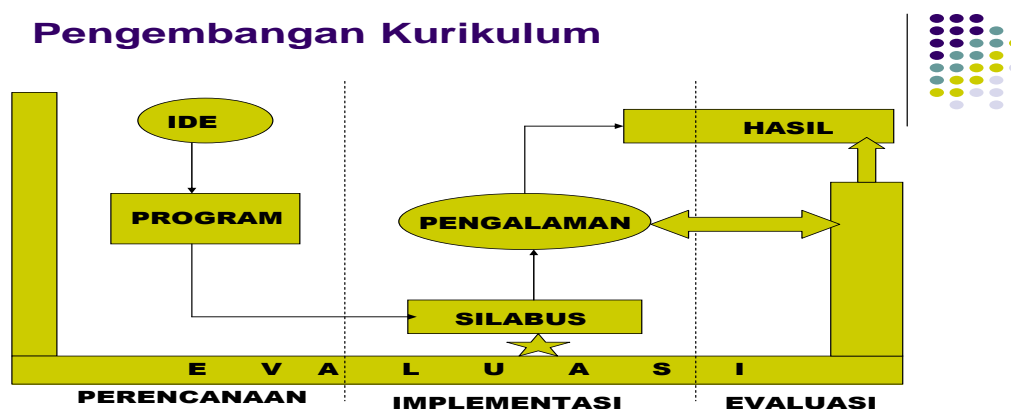 Pengembangan Kurikulum
IDE
HASIL
PROGRAM
PENGALAMAN
SILABUS
E V A L U A S I
PERENCANAAN
IMPLEMENTASI
EVALUASI